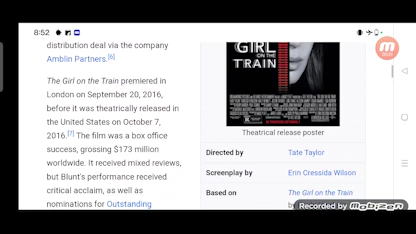 8:52
distribution deal via the company
Amblin Partners.[6]
The Girl on the Train premiered in
London on September 20, 2016,
before it was theatrically released in
the United States on October 7,
2016.[7] The film was a box office
success, grossing $173 million
worldwide. It received mixed reviews,
but Blunt's performance received
critical acclaim, as well as
nominations for Outstanding
GIRL
ON THE
TRAIN
Theatrical release poster
Directed by
Tate Taylor
Screenplay by
Erin Cressida Wilson
Based on
The Girl on the Train
Recorded by
Mobizen